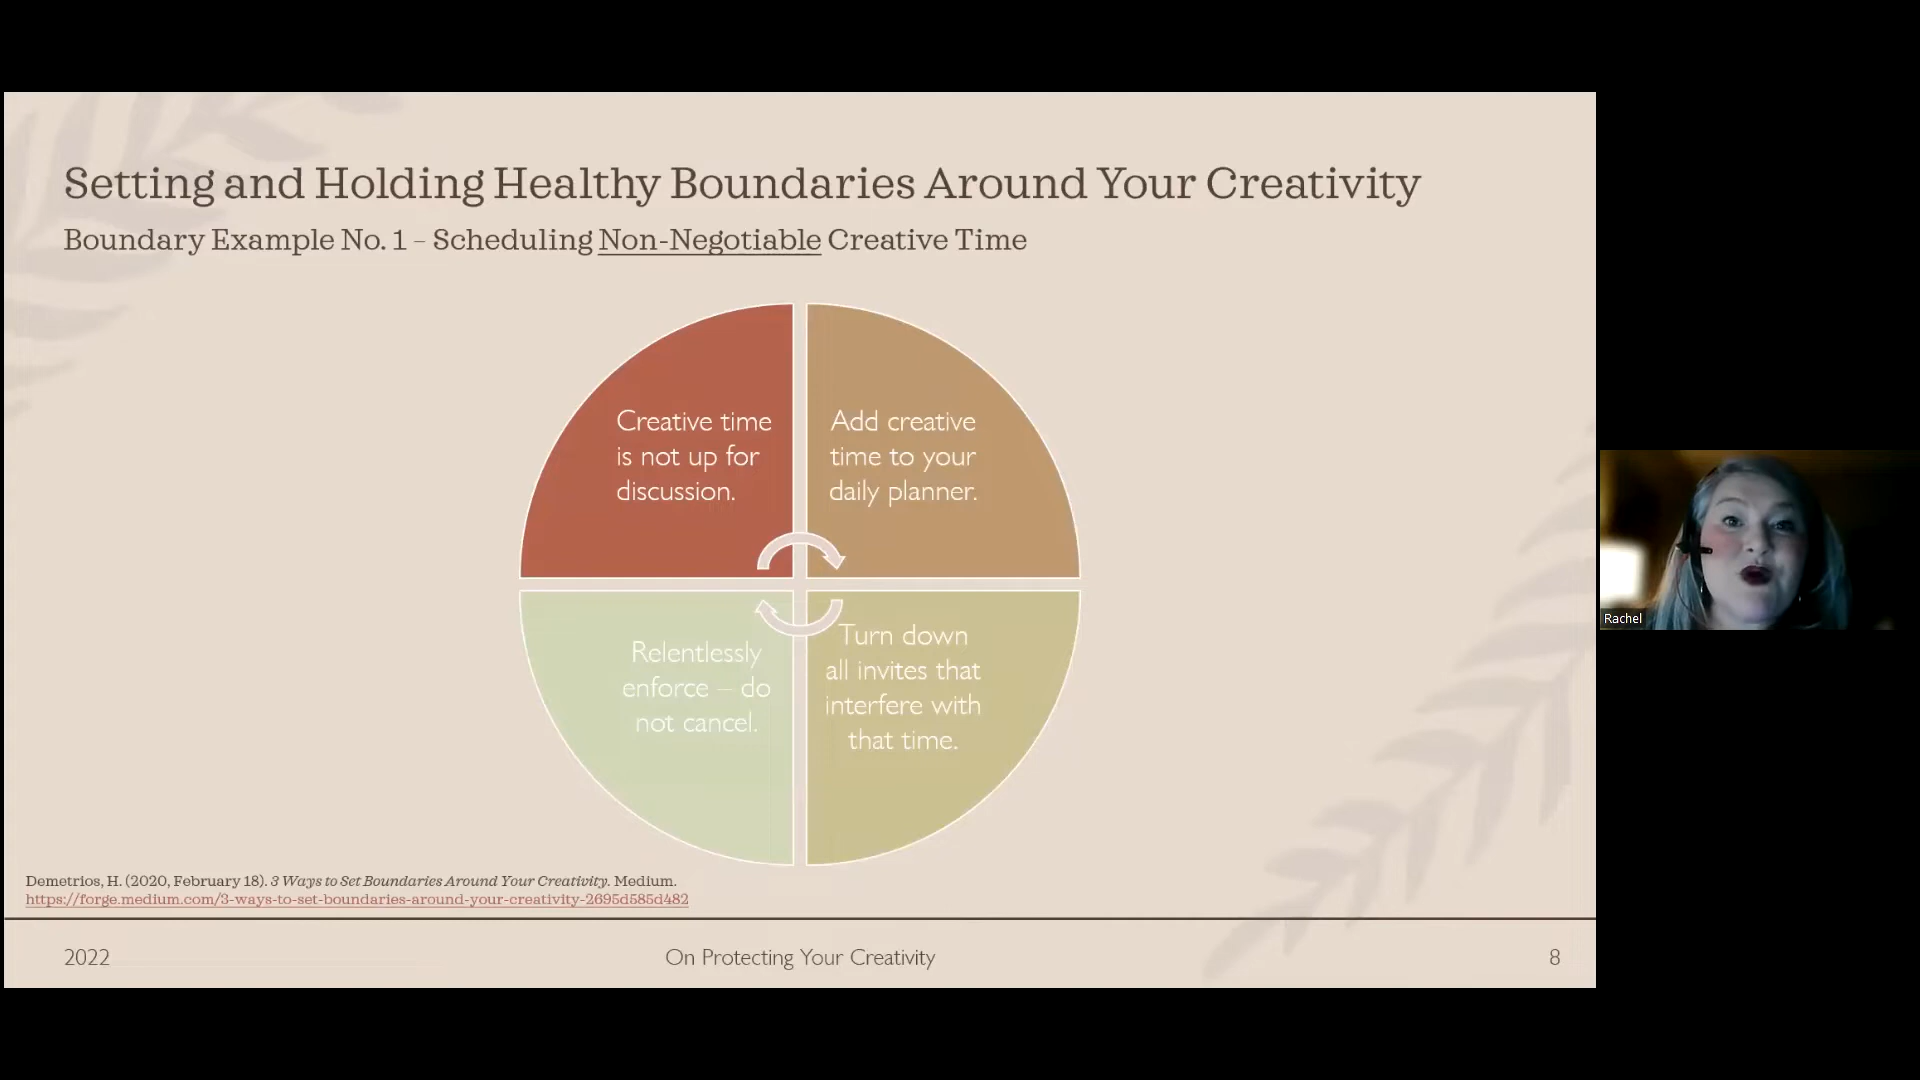 Setting and Holding Healthy Boundaries Around Your Creativity
Boundary Example No. 1 – Scheduling Non-Negotiable Creative Time
Creative time
is not up for
discussion.
Add creative
time to your
daily planner.
Relentlessly
enforce – do
not cancel.
Turn down
all invites that
interfere with
that time.
Demetrios, H. (2020, February 18). 3 Ways to Set Boundaries Around Your Creativity. Medium.
https://forge.medium.com/3-ways-to-set-boundaries-around-your-creativity-2695d585d482
2022
On Protecting Your Creativity
8
Rachel